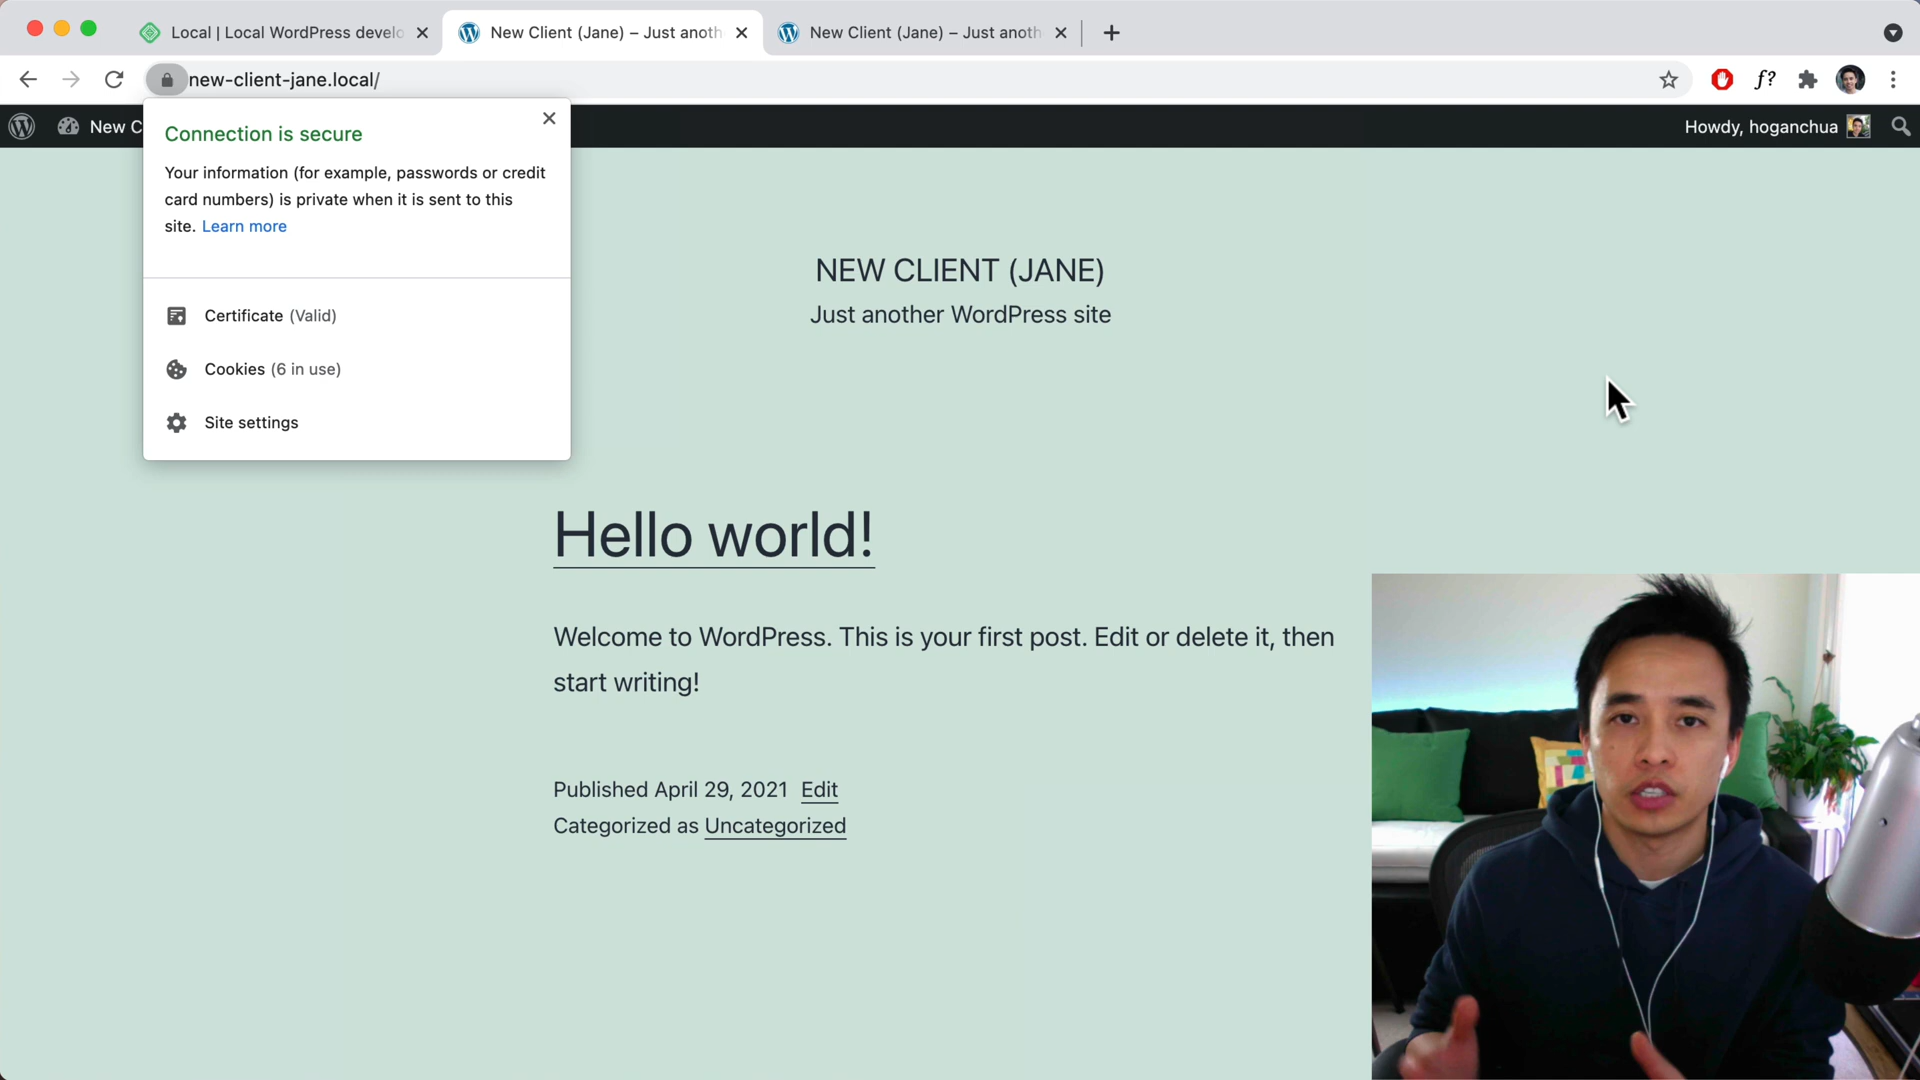 Local | Local WordPress develo
New Client (Jane) – Just anoth
New Client (Jane) – Just anoth
new-client-jane.local/
f?
New C
Howdy, hoganchua
Connection is secure
Your information (for example, passwords or credit
card numbers) is private when it is sent to this
site. Learn more
Certificate (Valid)
Cookies (6 in use)
Site settings
NEW CLIENT (JANE)
Just another WordPress site
Hello world!
Welcome to WordPress. This is your first post. Edit or delete it, then
start writing!
Published April 29, 2021 Edit
Categorized as Uncategorized